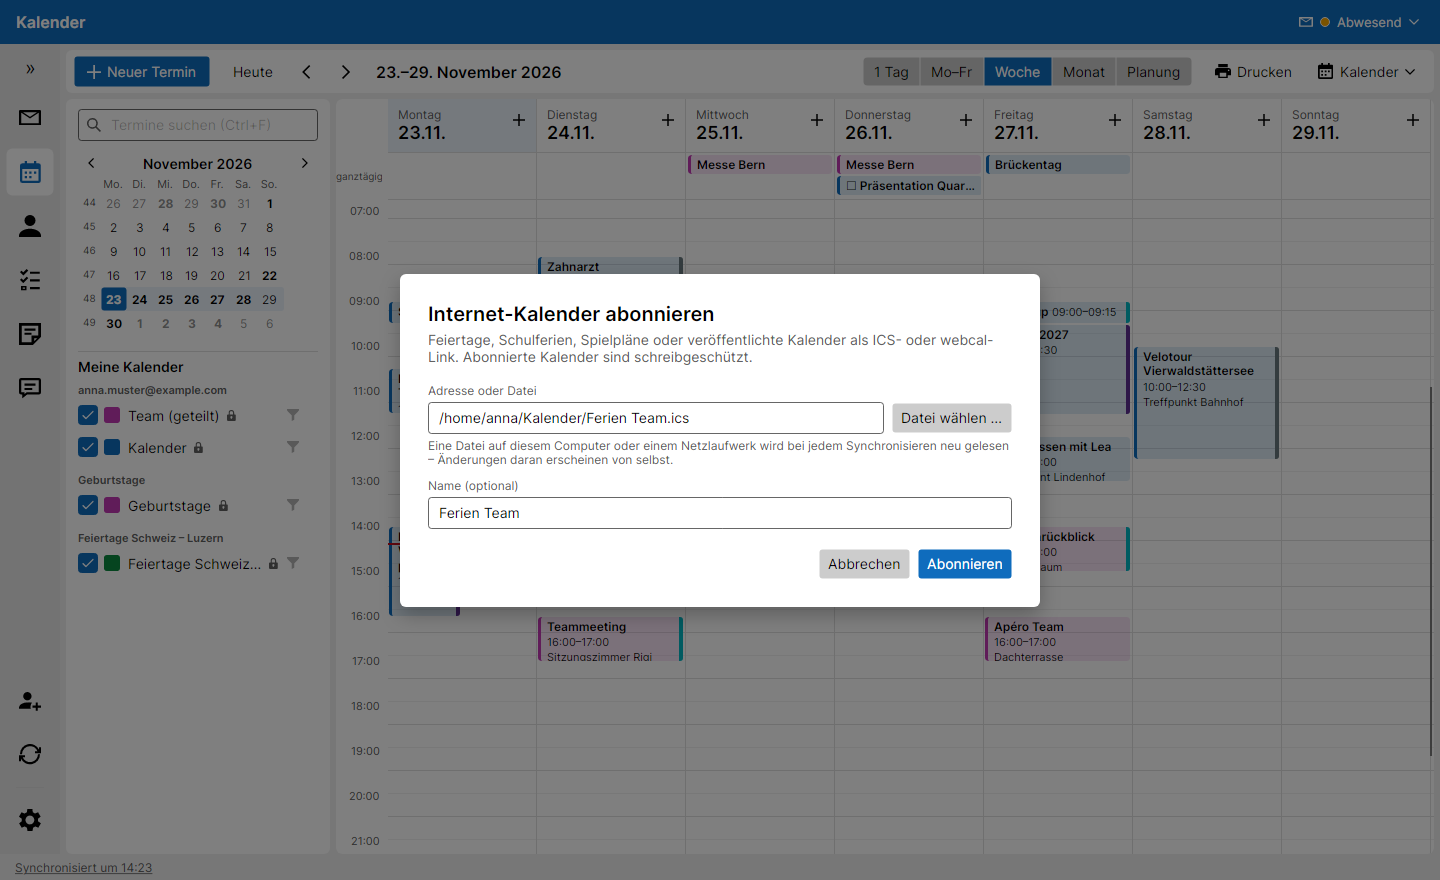 Kalender
Abwesend
Neuer Termin
Heute
23.–29. November 2026
1 Tag
Mo–Fr
Woche
Monat
Planung
Drucken
Kalender
Termine suchen (Ctrl+F)
November 2026
Mo. Di. Mi. Do. Fr. Sa. So.
44 26 27 28 29 30 31 1
45 2 3 4 5 6 7 8
46 9 10 11 12 13 14 15
47 16 17 18 19 20 21 22
48 23 24 25 26 27 28 29
49 30 1 2 3 4 5 6
Meine Kalender
anna.muster@example.com
Team (geteilt)
Kalender
Geburtstage
Geburtstage
Feiertage Schweiz – Luzern
Feiertage Schweiz...
Montag
23.11.
Dienstag
24.11.
Mittwoch
25.11.
Donnerstag
26.11.
Freitag
27.11.
Samstag
28.11.
Sonntag
29.11.
ganztägig
Messe Bern
Messe Bern
Präsentation Quar...
Brückentag
07:00
08:00
09:00
10:00
11:00
12:00
13:00
14:00
15:00
16:00
17:00
18:00
19:00
20:00
21:00
Zahnarzt
09:00–09:15
2027
Velotour
Vierwaldstättersee
10:00–12:30
Treffpunkt Bahnhof
ssen mit Lea
nt Lindenhof
rückblick
aum
Teammeeting
16:00–17:00
Sitzungszimmer Rigi
Apéro Team
16:00–17:00
Dachterrasse
Internet-Kalender abonnieren
Feiertage, Schulferien, Spielpläne oder veröffentlichte Kalender als ICS- oder webcal-
Link. Abonnierte Kalender sind schreibgeschützt.
Adresse oder Datei
/home/anna/Kalender/Ferien Team.ics
Datei wählen ...
Eine Datei auf diesem Computer oder einem Netzlaufwerk wird bei jedem Synchronisieren neu gelesen
– Änderungen daran erscheinen von selbst.
Name (optional)
Ferien Team
Abbrechen
Abonnieren
Synchronisiert um 14:23